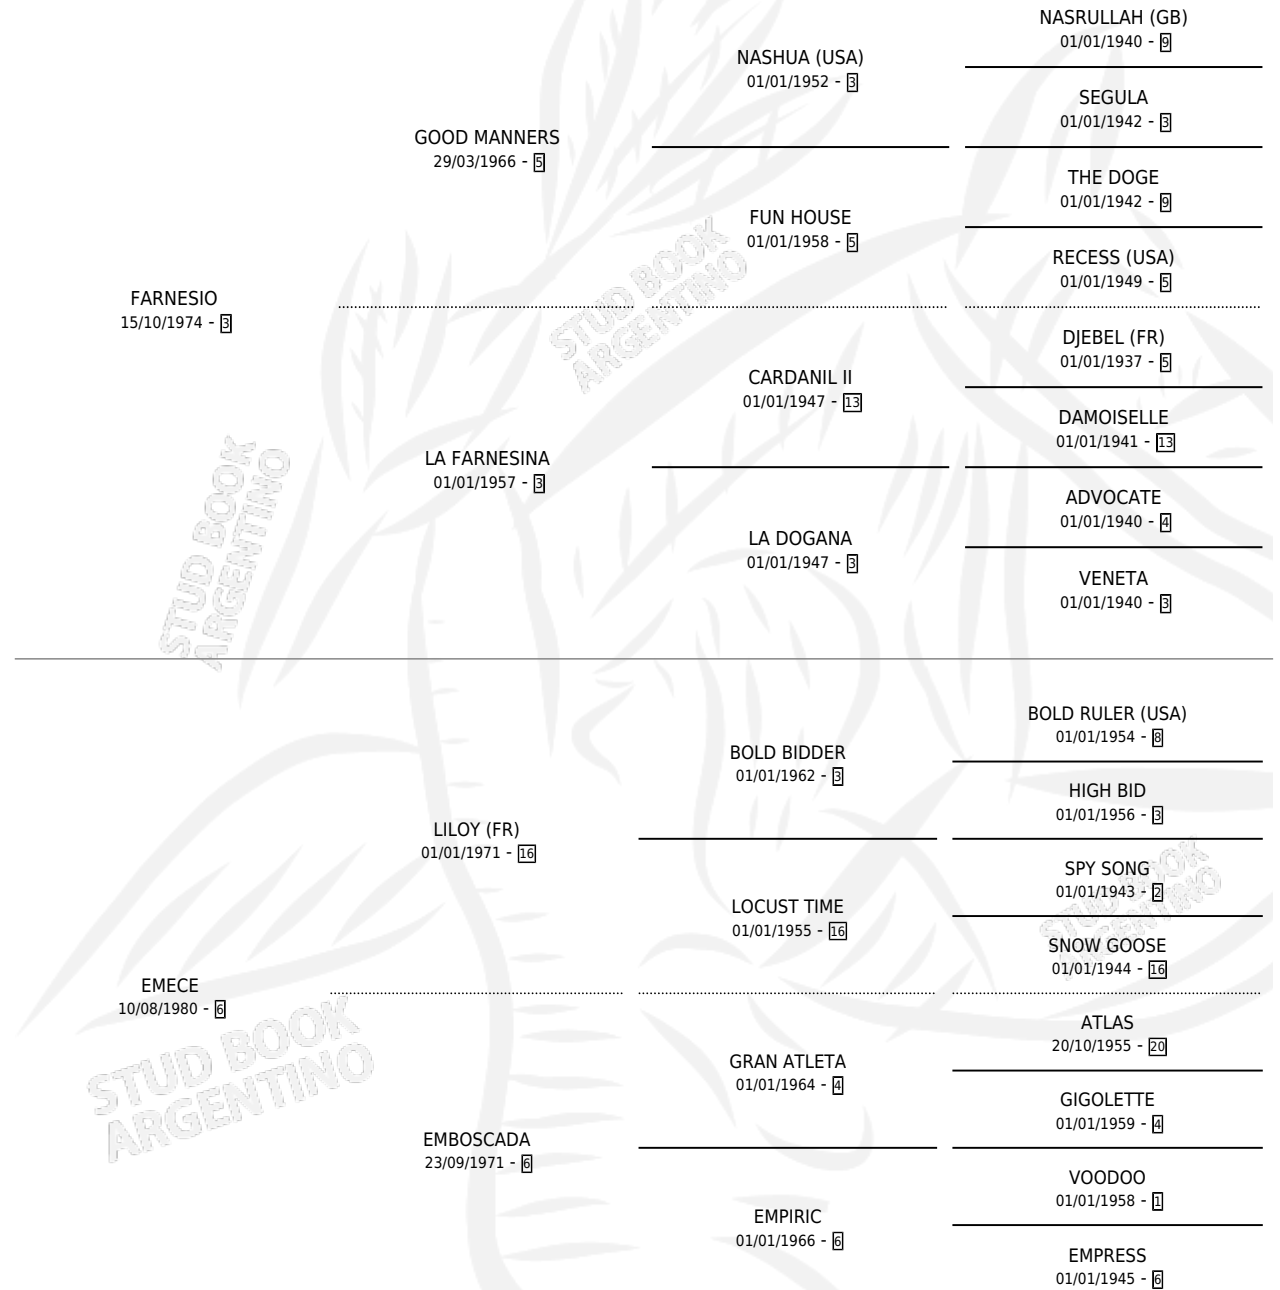 NASRULLAH (GB)
01/01/1940 - 9
NASHUA (USA)
01/01/1952 - 3
SEGULA
01/01/1942 - 3
GOOD MANNERS
29/03/1966 - 5
THE DOGE
01/01/1942 - 9
FUN HOUSE
01/01/1958 - 5
RECESS (USA)
01/01/1949 - 5
FARNESIO
15/10/1974 - 3
DJEBEL (FR)
01/01/1937 - 5
CARDANIL II
01/01/1947 - 13
DAMOISELLE
01/01/1941 - 13
LA FARNESINA
01/01/1957 - 3
ADVOCATE
01/01/1940 - 4
LA DOGANA
01/01/1947 - 3
VENETA
01/01/1940 - 3
BOLD RULER (USA)
01/01/1954 - 8
BOLD BIDDER
01/01/1962 - 3
HIGH BID
01/01/1956 - 3
LILOY (FR)
01/01/1971 - 16
SPY SONG
01/01/1943 - 2
LOCUST TIME
01/01/1955 - 16
SNOW GOOSE
01/01/1944 - 16
EMECE
10/08/1980 - 6
ATLAS
20/10/1955 - 20
GRAN ATLETA
01/01/1964 - 4
GIGOLETTE
01/01/1959 - 4
EMBOSCADA
23/09/1971 - 6
VOODOO
01/01/1958 - 1
EMPIRIC
01/01/1966 - 6
EMPRESS
01/01/1945 - 6
STUD BOOK
ARGENTINO
STUD BOOK
ARGENTINO
STUD BOOK
ARGENTINO
STUD BOOK
ARGENTINO